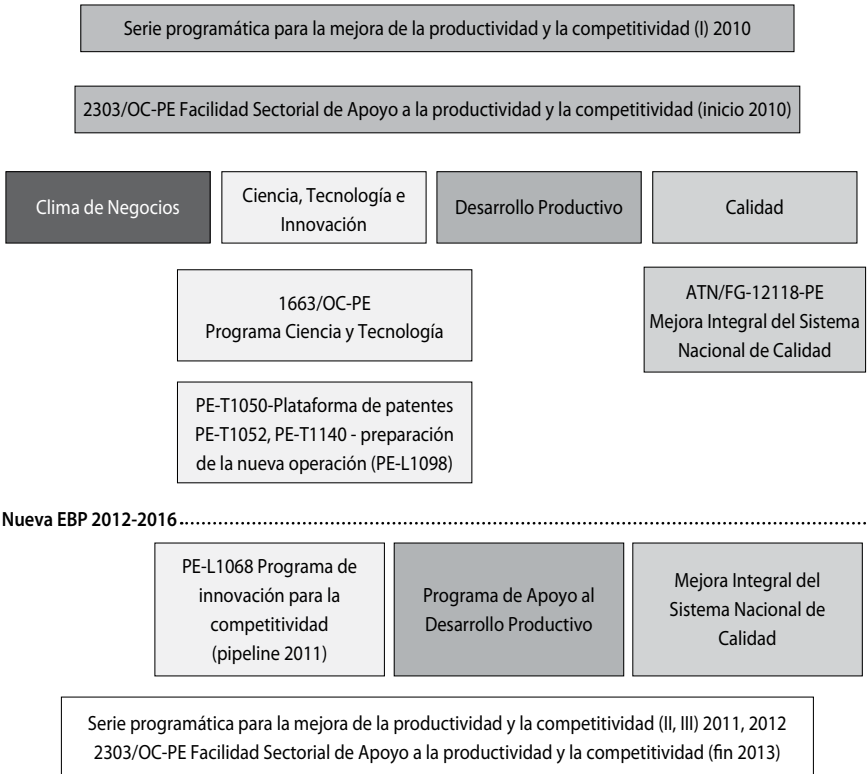 Serie programática para la mejora de la productividad y la competitividad (I) 2010
2303/OC-PE Facilidad Sectorial de Apoyo a la productividad y la competitividad (inicio 2010)
Clima de Negocios
Ciencia, Tecnología e
Innovación
Desarrollo Productivo
Calidad
1663/OC-PE
Programa Ciencia y Tecnología
ATN/FG-12118-PE
Mejora Integral del Sistema
Nacional de Calidad
PE-T1050-Plataforma de patentes
PE-T1052, PE-T1140 - preparación
de la nueva operación (PE-L1098)
Nueva EBP 2012-2016
PE-L1068 Programa de
innovación para la
competitividad
(pipeline 2011)
Programa de Apoyo al
Desarrollo Productivo
Mejora Integral del
Sistema Nacional de
Calidad
Serie programática para la mejora de la productividad y la competitividad (II, III) 2011, 2012
2303/OC-PE Facilidad Sectorial de Apoyo a la productividad y la competitividad (fin 2013)